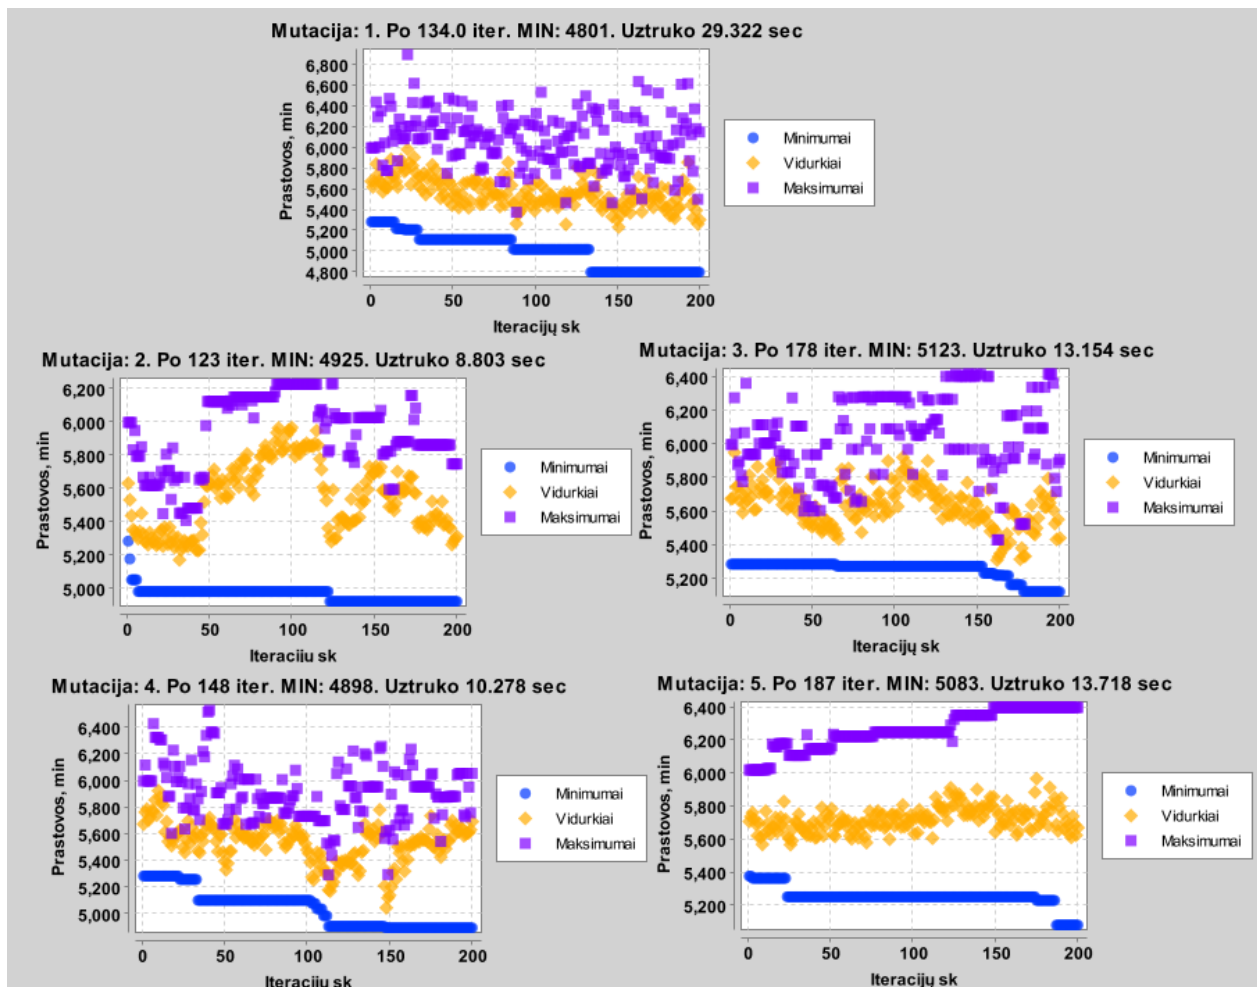 Mutacija: 1. Po 134.0 iter. MIN: 4801. Uztruko 29.322 sec
Prastovos, min
6,800
6,600
6,400
6,200
6,000
5,800
5,600
5,400
5,200
5,000
4,800
0 50 100 150 200
Iteracijų sk
Minimumai
Vidurkiai
Maksimumai
Mutacija: 2. Po 123 iter. MIN: 4925. Uztruko 8.803 sec
Prastovos, min
6,200
6,000
5,800
5,600
5,400
5,200
5,000
0 50 100 150 200
Iteracijų sk
Minimumai
Vidurkiai
Maksimumai
Mutacija: 3. Po 178 iter. MIN: 5123. Uztruko 13.154 sec
Prastovos, min
6,400
6,200
6,000
5,800
5,600
5,400
5,200
0 50 100 150 200
Iteracijų sk
Minimumai
Vidurkiai
Maksimumai
Mutacija: 4. Po 148 iter. MIN: 4898. Uztruko 10.278 sec
Prastovos, min
6,400
6,200
6,000
5,800
5,600
5,400
5,200
5,000
0 50 100 150 200
Iteracijų sk
Minimumai
Vidurkiai
Maksimumai
Mutacija: 5. Po 187 iter. MIN: 5083. Uztruko 13.718 sec
Prastovos, min
6,400
6,200
6,000
5,800
5,600
5,400
5,200
0 50 100 150 200
Iteracijų sk
Minimumai
Vidurkiai
Maksimumai